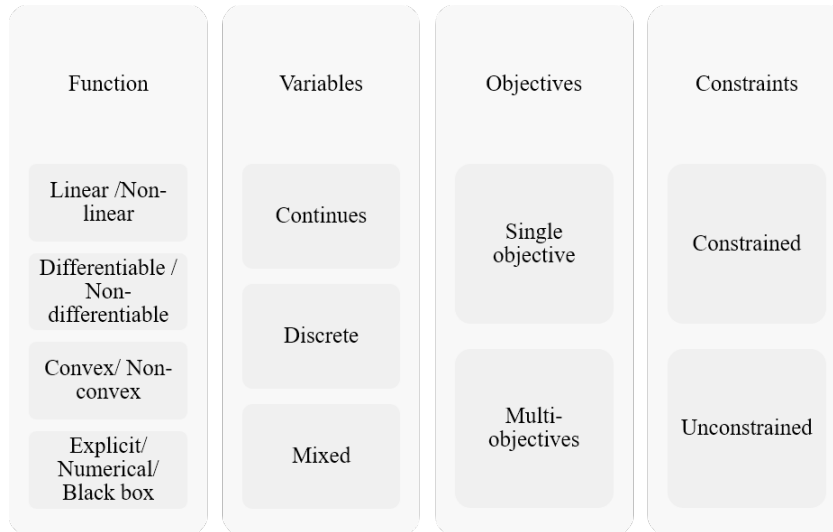 Function
Linear /Non-
linear
Differentiable /
Non-
differentiable
Convex/ Non-
convex
Explicit/
Numerical/
Black box
Variables
Continues
Discrete
Mixed
Objectives
Single
objective
Multi-
objectives
Constraints
Constrained
Unconstrained